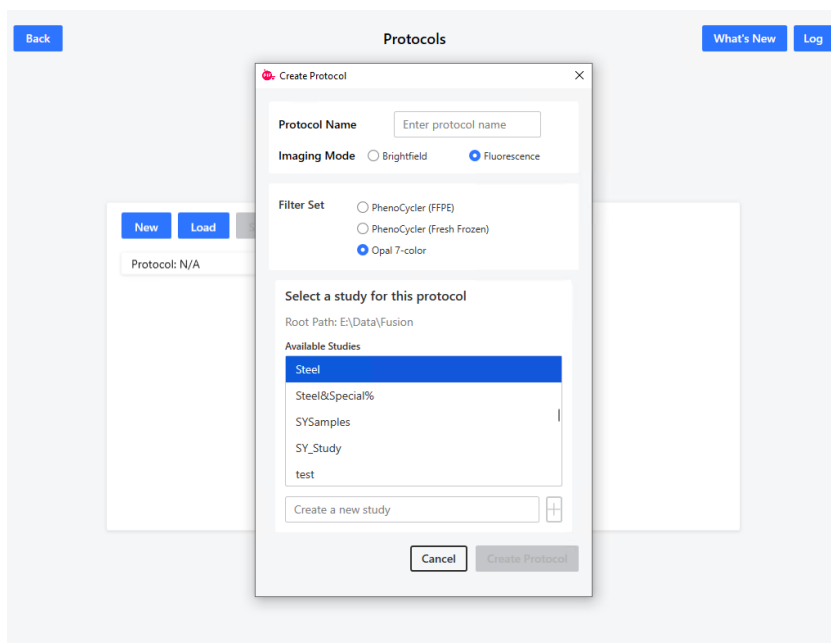 Back
Protocols
What's New
Log
Create Protocol
Protocol Name
Enter protocol name
Imaging Mode
Brightfield
Fluorescence
Filter Set
PhenoCycler (FFPE)
PhenoCycler (Fresh Frozen)
Opal 7-color
New
Load
Protocol: N/A
Select a study for this protocol
Root Path: E:\Data\Fusion
Available Studies
Steel
Steel&Special%
SYSamples
SY_Study
test
Create a new study
Cancel
Create Protocol